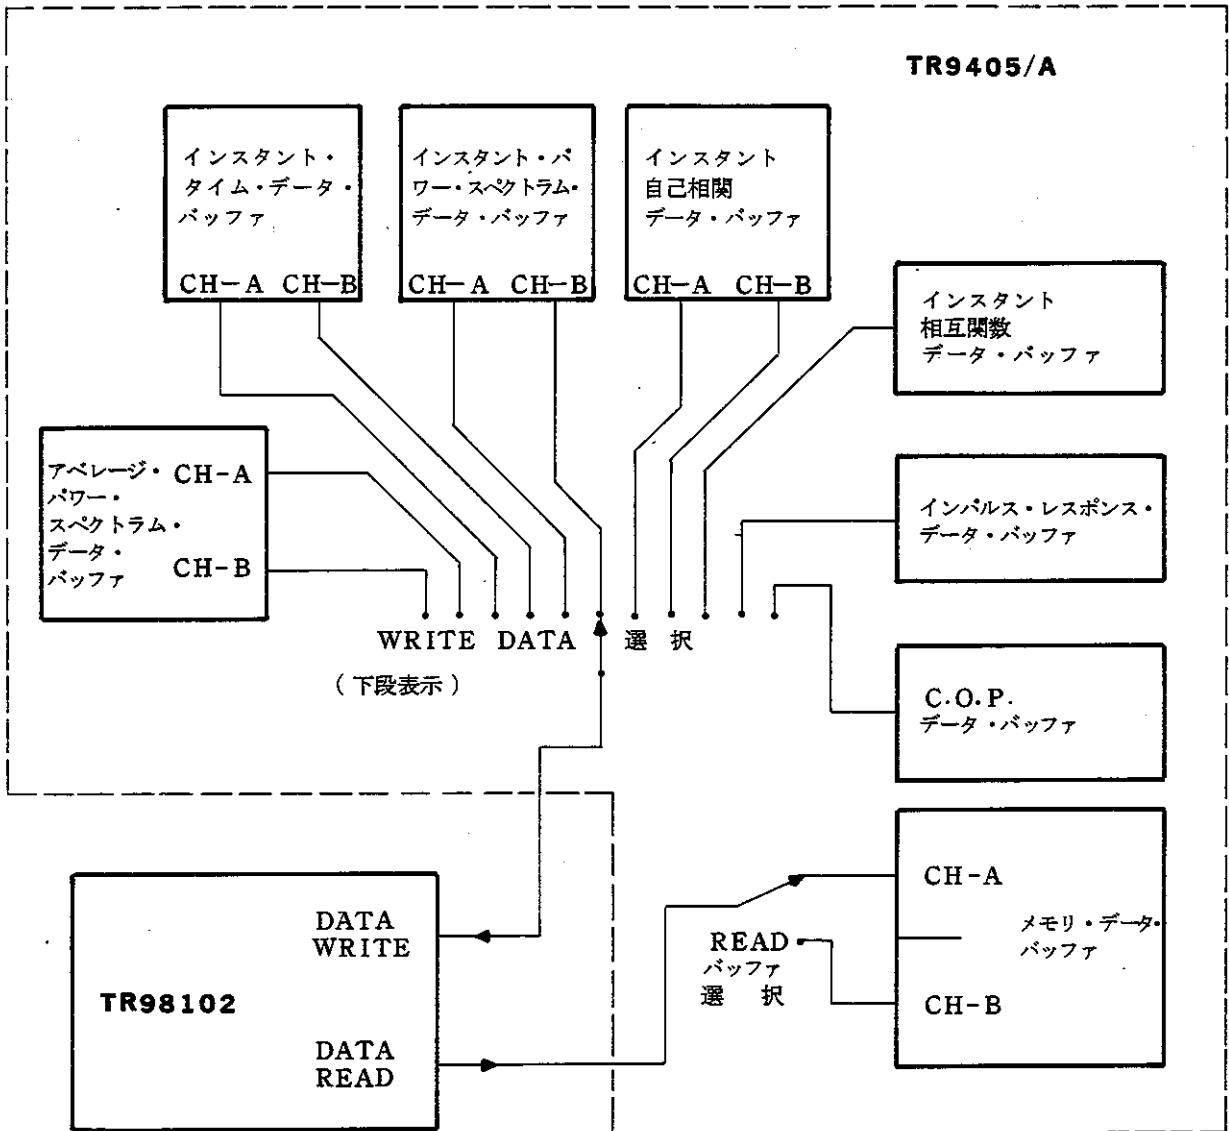 TR9405/A
インスタント・
タイム・データ・
バッファ
CH-A CH-B
インスタント・パ
ワー・スペクトラム・
データ・バッファ
CH-A CH-B
インスタント
自己相関
データ・バッファ
CH-A CH-B
インスタント
相互関数
データ・バッファ
アベレージ・
パワー・
スペクトラム・
データ・
バッファ
CH-A
CH-B
インパルス・レスポンス・
データ・バッファ
WRITE DATA 選択
(下段表示)
C.O.P.
データ・バッファ
CH-A
メモリ・データ・
バッファ
CH-B
READ
バッファ
選択
TR98102
DATA
WRITE
DATA
READ